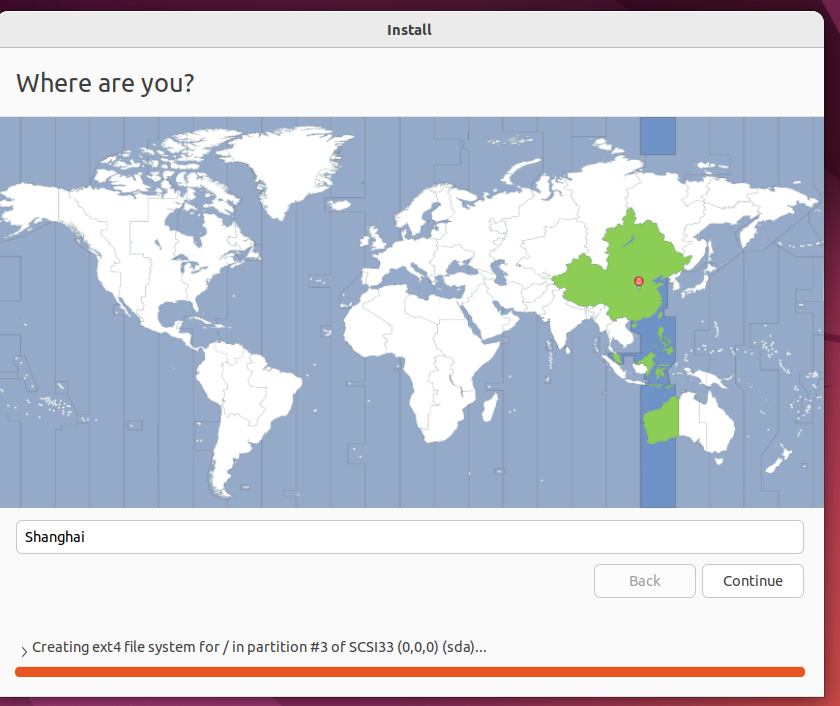 Install
Where are you?
Shanghai
Back
Continue
Creating ext4 file system for / in partition #3 of SCSI33 (0,0,0) (sda)...